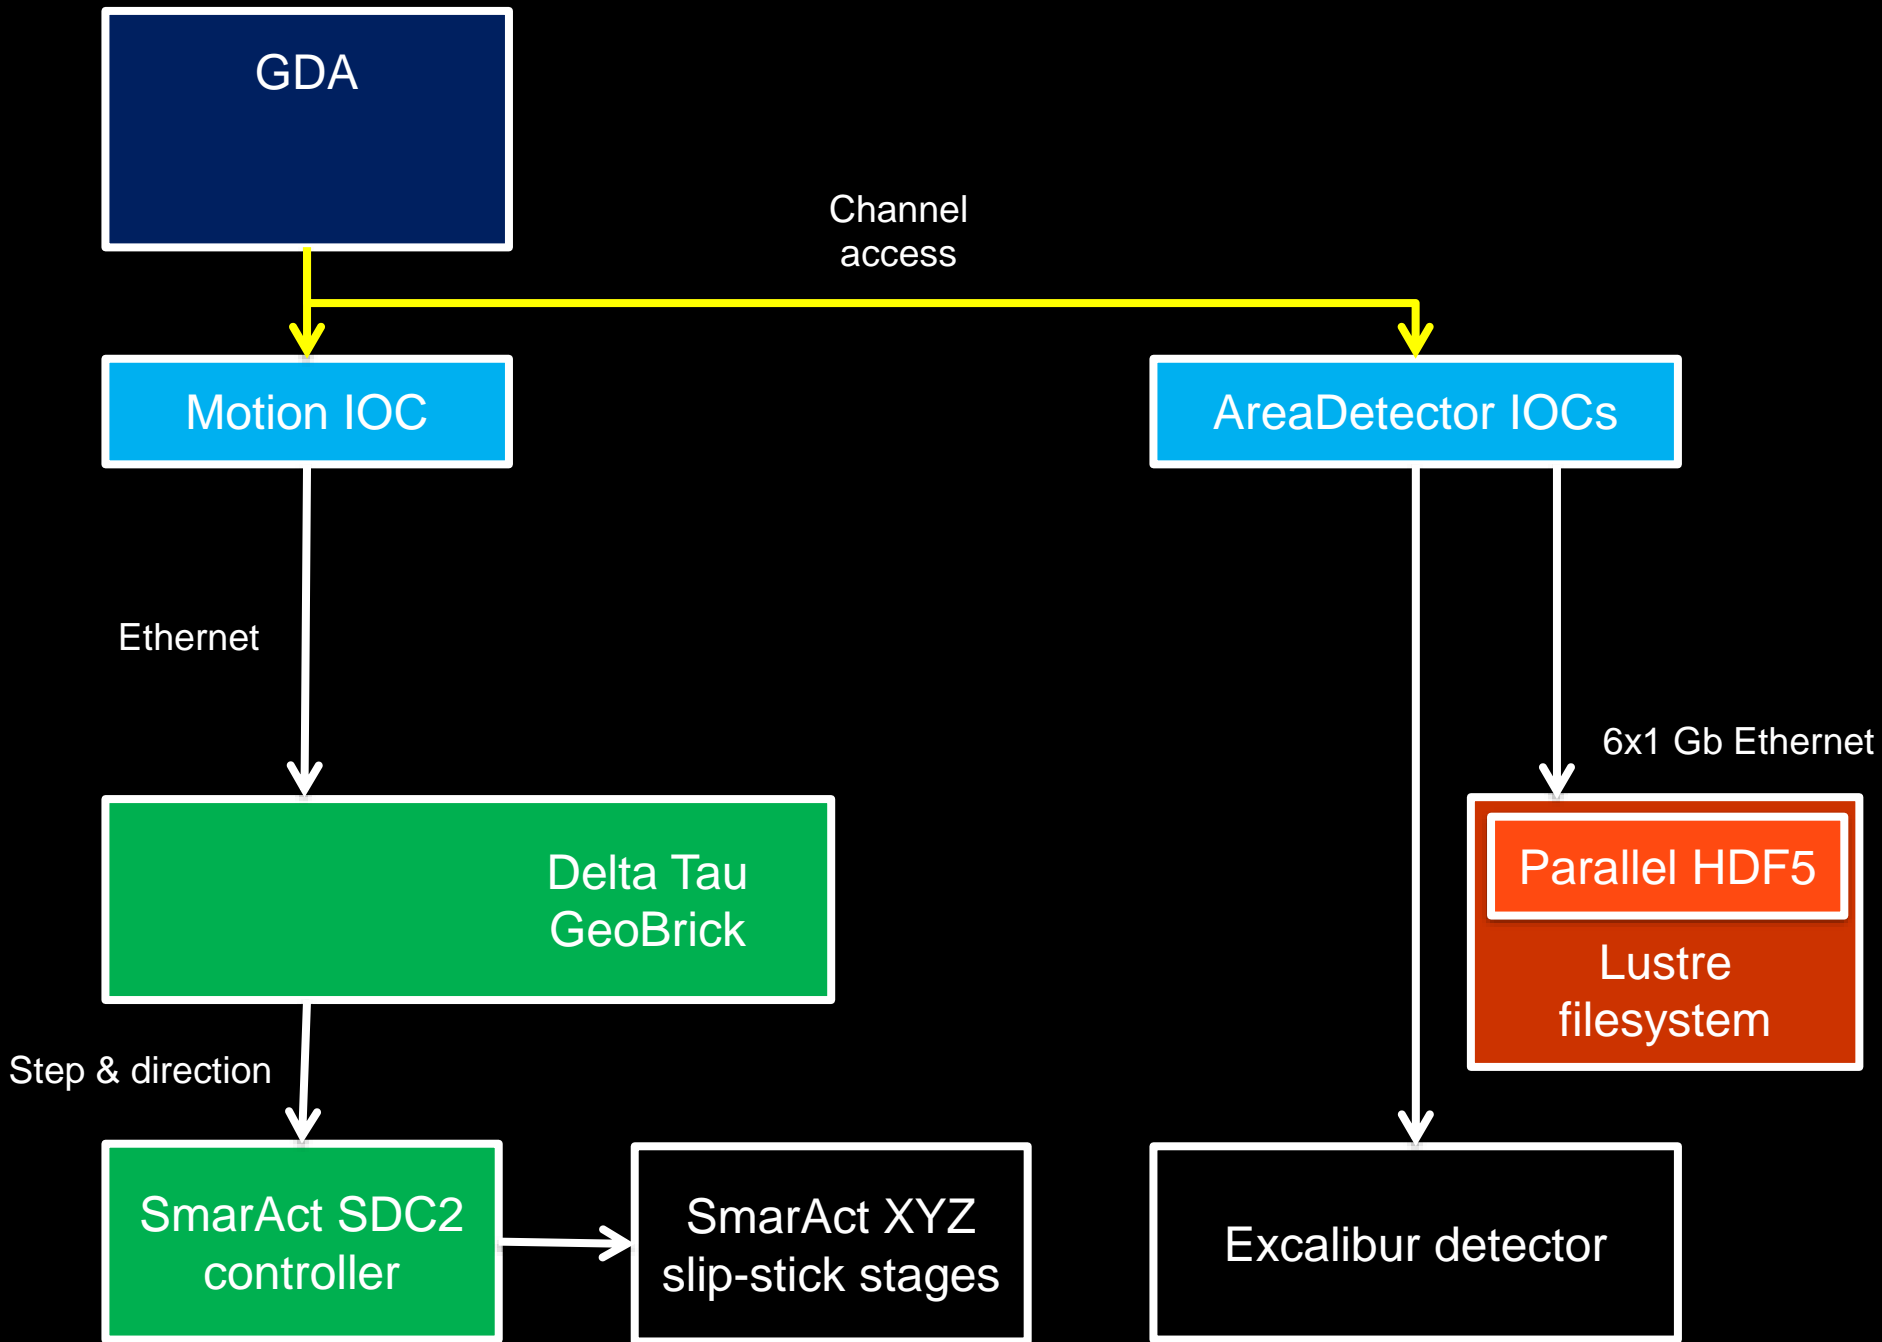 GDA
Channel
access
Motion IOC
AreaDetector IOCs
Ethernet
6x1 Gb Ethernet
Delta Tau
GeoBrick
Parallel HDF5
Lustre
filesystem
Step & direction
SmarAct SDC2
controller
SmarAct XYZ
slip-stick stages
Excalibur detector